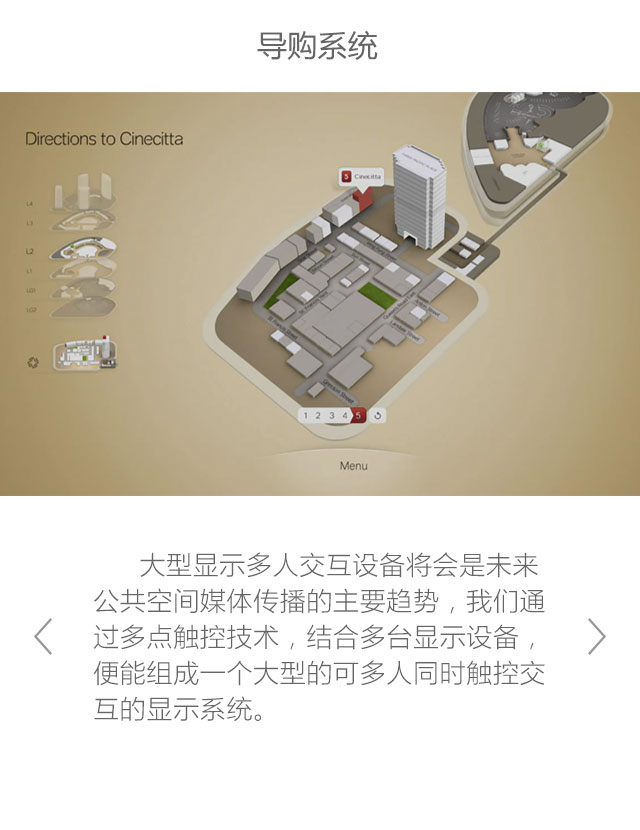 导购系统
Directions to Cinecitta
5 Cinecitta
L4
L3
L2
L1
LG1
LG2
1 2 3 4 5
Menu
大型显示多人交互设备将会是未来
公共空间媒体传播的主要趋势，我们通
过多点触控技术，结合多台显示设备，
便能组成一个大型的可多人同时触控交
互的显示系统。